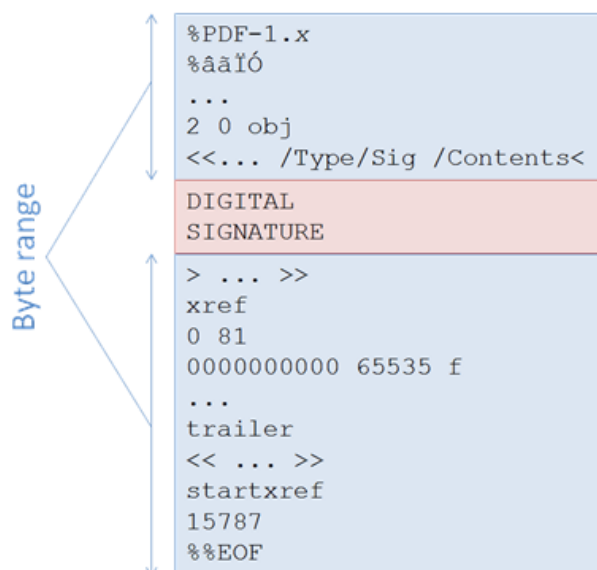 Byte range
%PDF-1.x
%âãÏÓ
...
2 0 obj
<<... /Type/Sig /Contents<
DIGITAL
SIGNATURE
> ... >>
xref
0 81
0000000000 65535 f
...
trailer
<< ... >>
startxref
15787
%%EOF